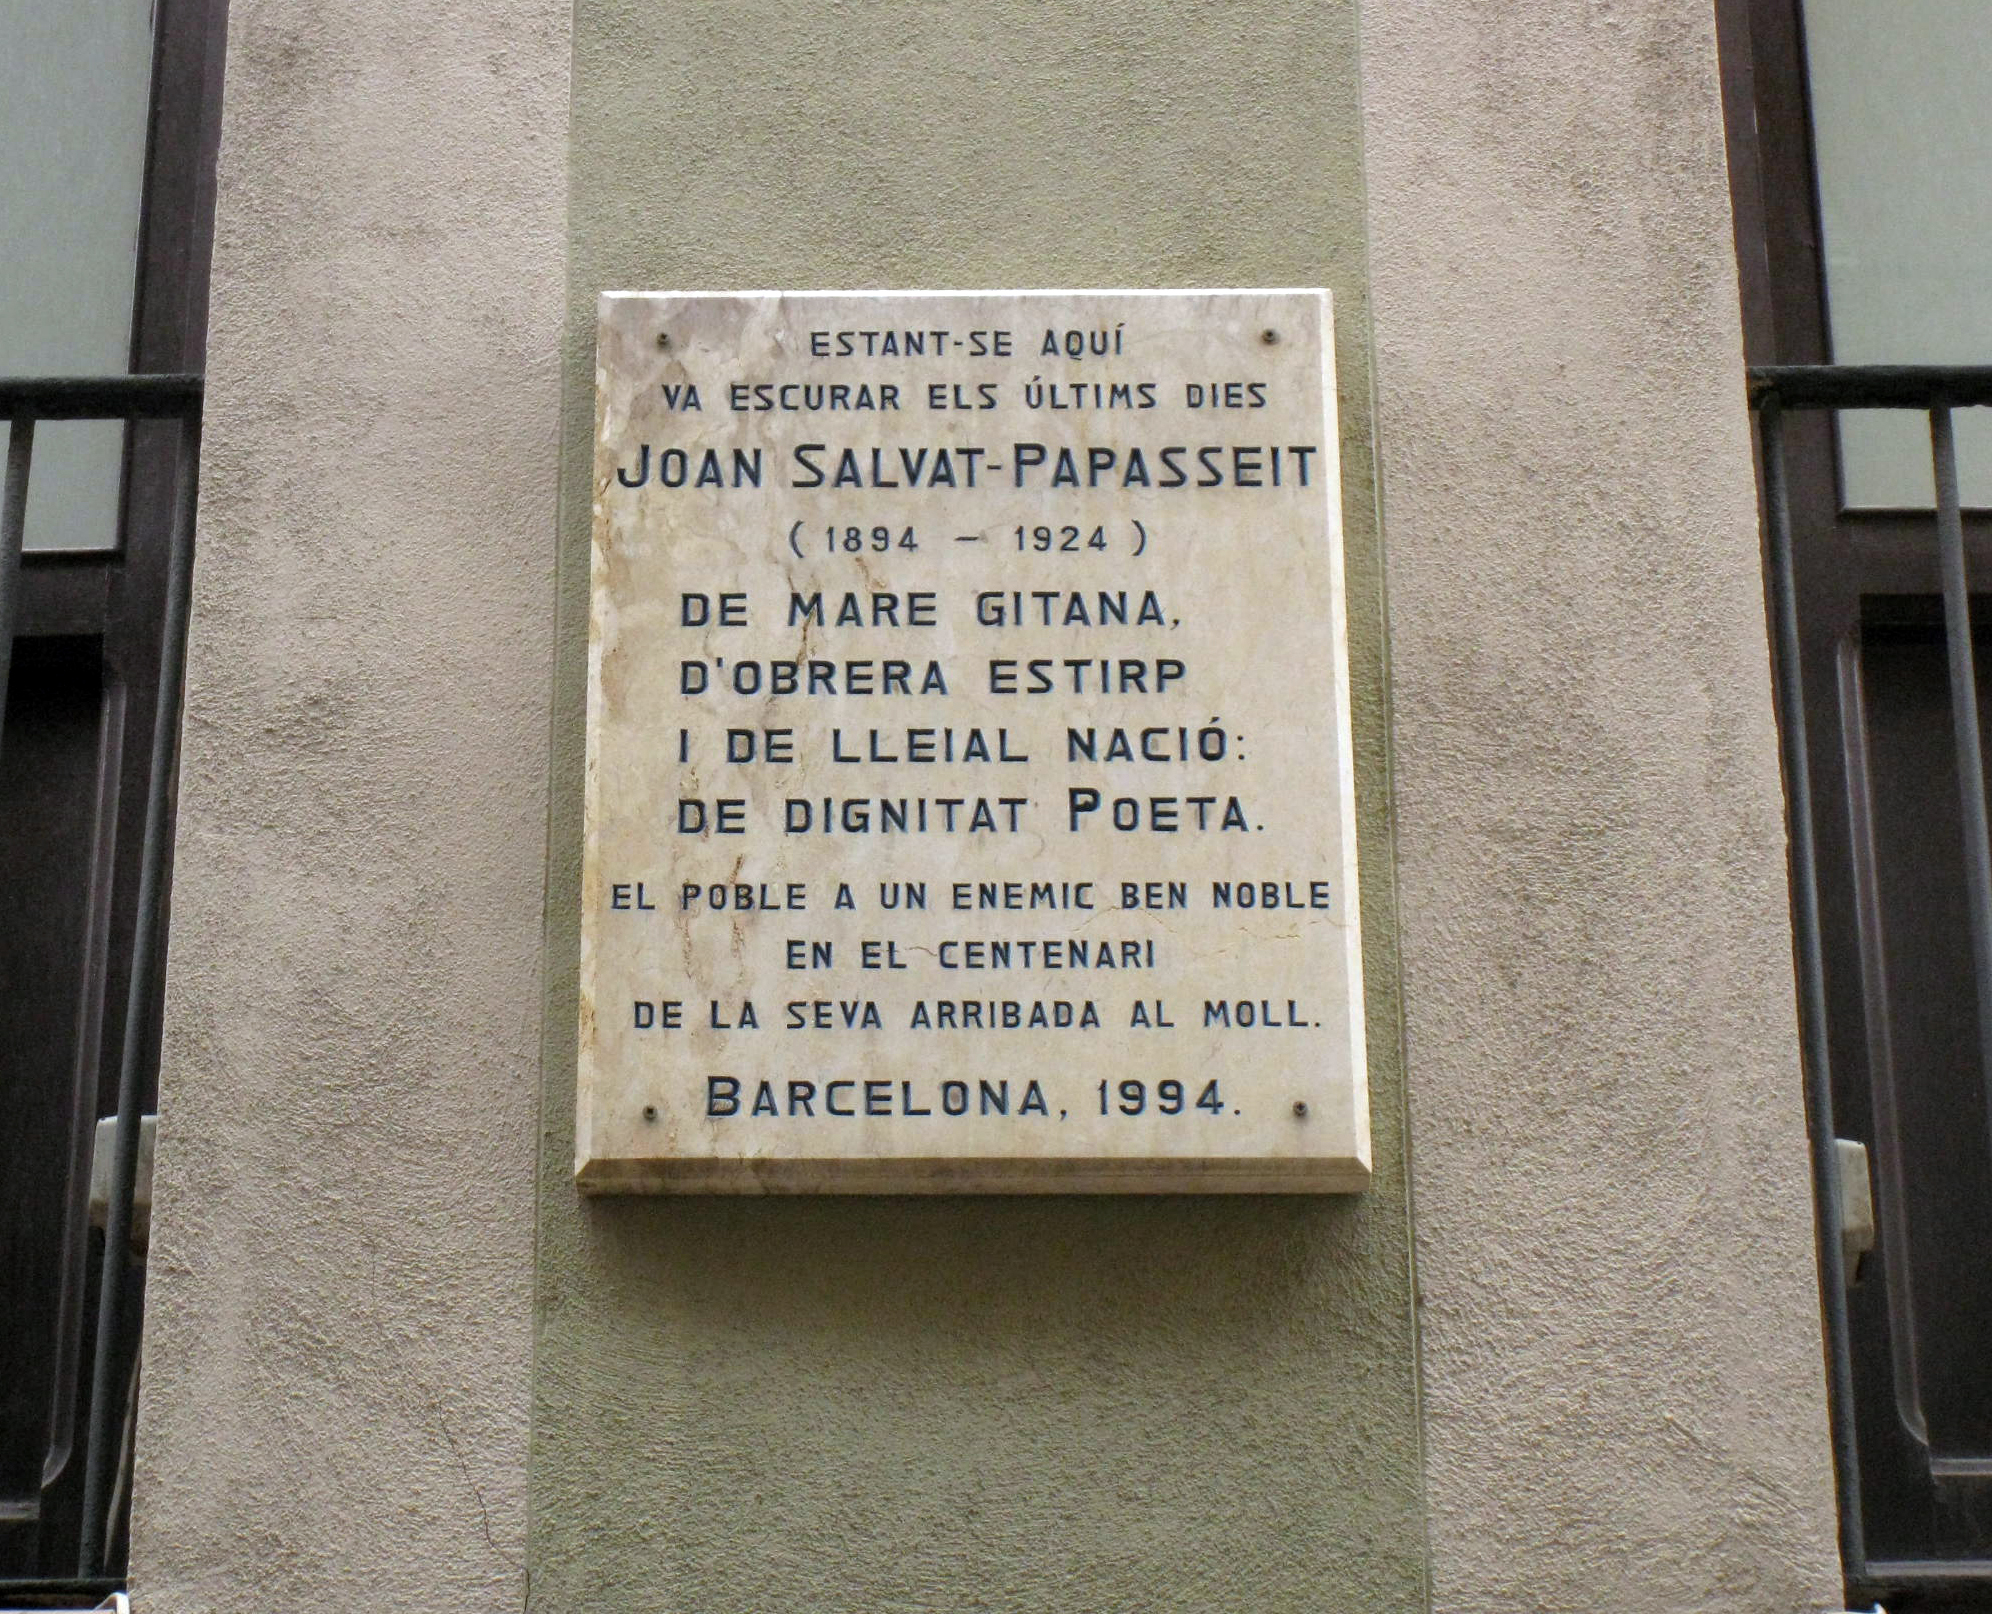 ESTANT-SE AQUÍ
VA ESCURAR ELS ÚLTIMS DIES
JOAN SALVAT-PAPASSEIT
( 1894 – 1924 )
DE MARE GITANA,
D'OBRERA ESTIRP
I DE LLEIAL NACIÓ:
DE DIGNITAT POETA.
EL POBLE A UN ENEMIC BEN NOBLE
EN EL CENTENARI
DE LA SEVA ARRIBADA AL MOLL.
BARCELONA, 1994.